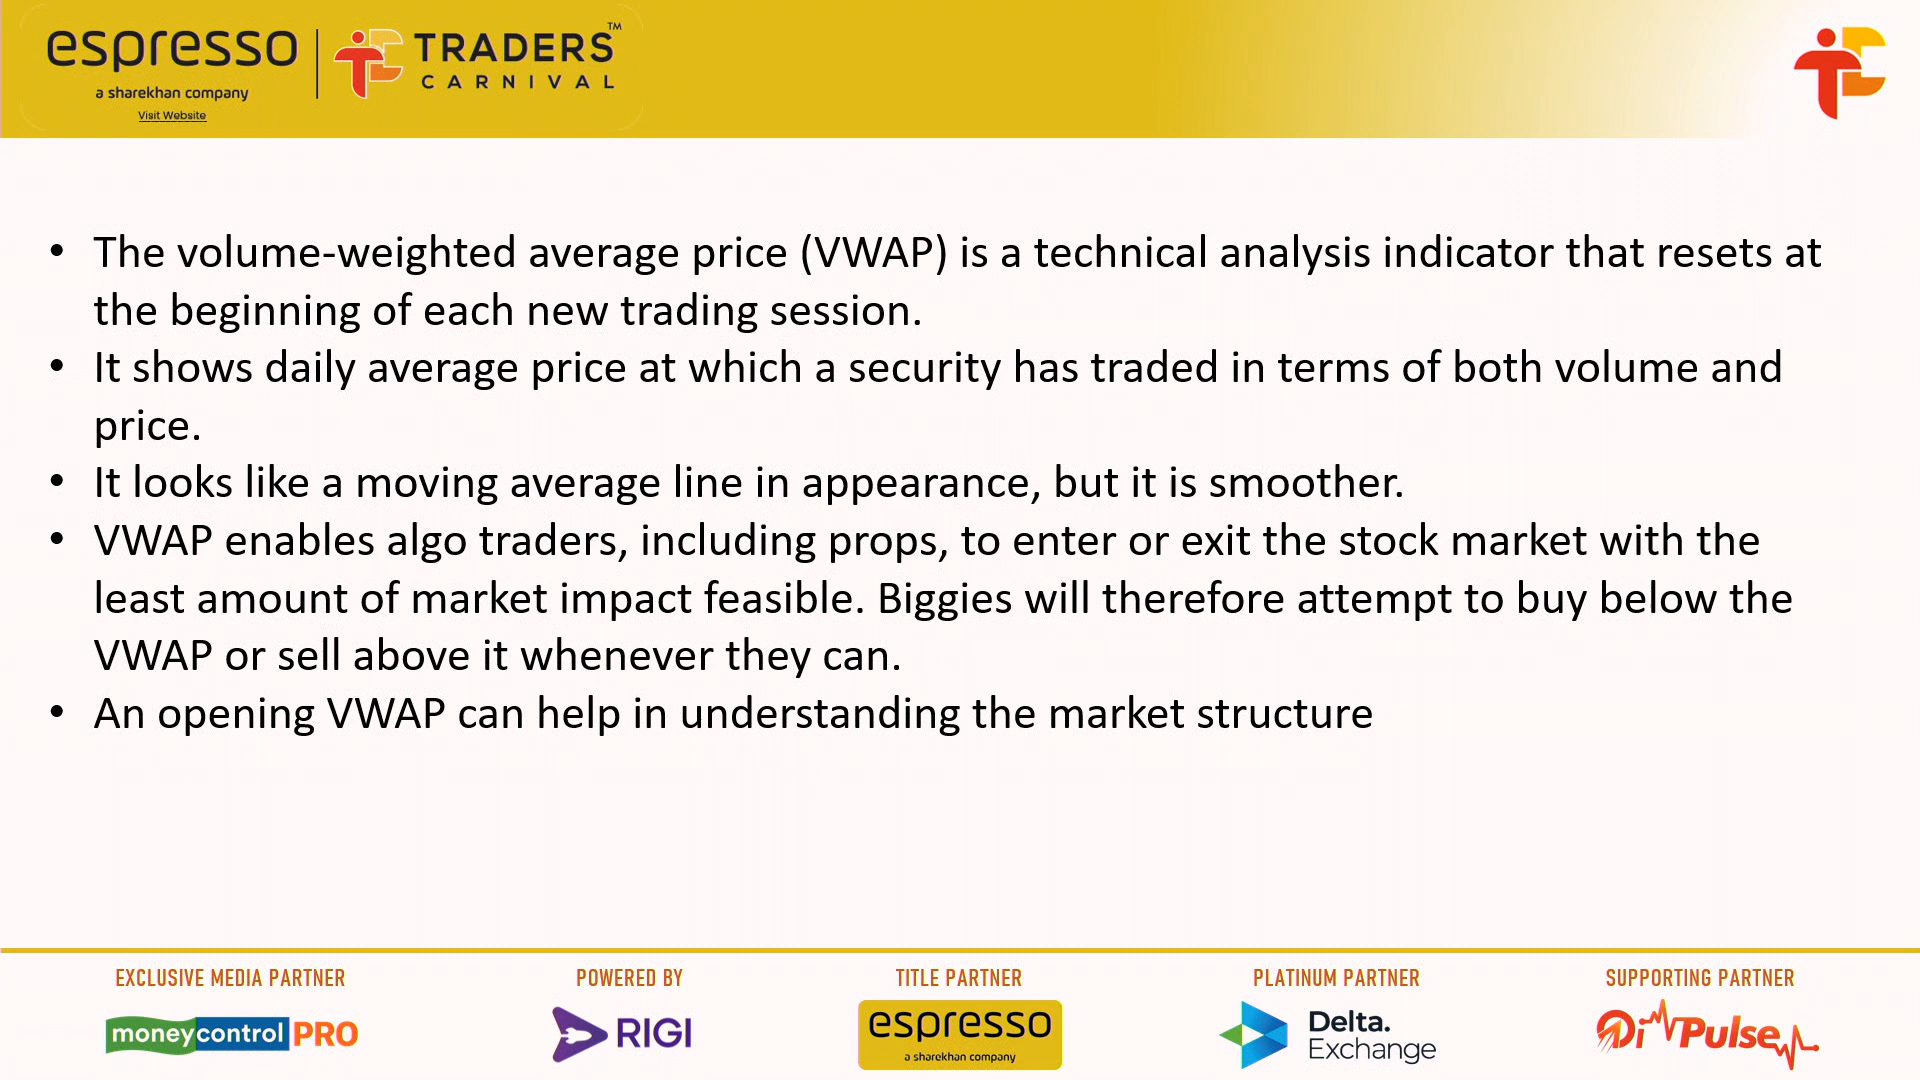 espresso
a sharekhan company
Visit Website
TRADERS™
CARNIVAL
• The volume-weighted average price (VWAP) is a technical analysis indicator that resets at
the beginning of each new trading session.
• It shows daily average price at which a security has traded in terms of both volume and
price.
• It looks like a moving average line in appearance, but it is smoother.
• VWAP enables algo traders, including props, to enter or exit the stock market with the
least amount of market impact feasible. Biggies will therefore attempt to buy below the
VWAP or sell above it whenever they can.
• An opening VWAP can help in understanding the market structure
EXCLUSIVE MEDIA PARTNER
moneycontrol PRO
POWERED BY
RIGI
TITLE PARTNER
espresso
a sharekhan company
PLATINUM PARTNER
Delta.
Exchange
SUPPORTING PARTNER
OiPulse